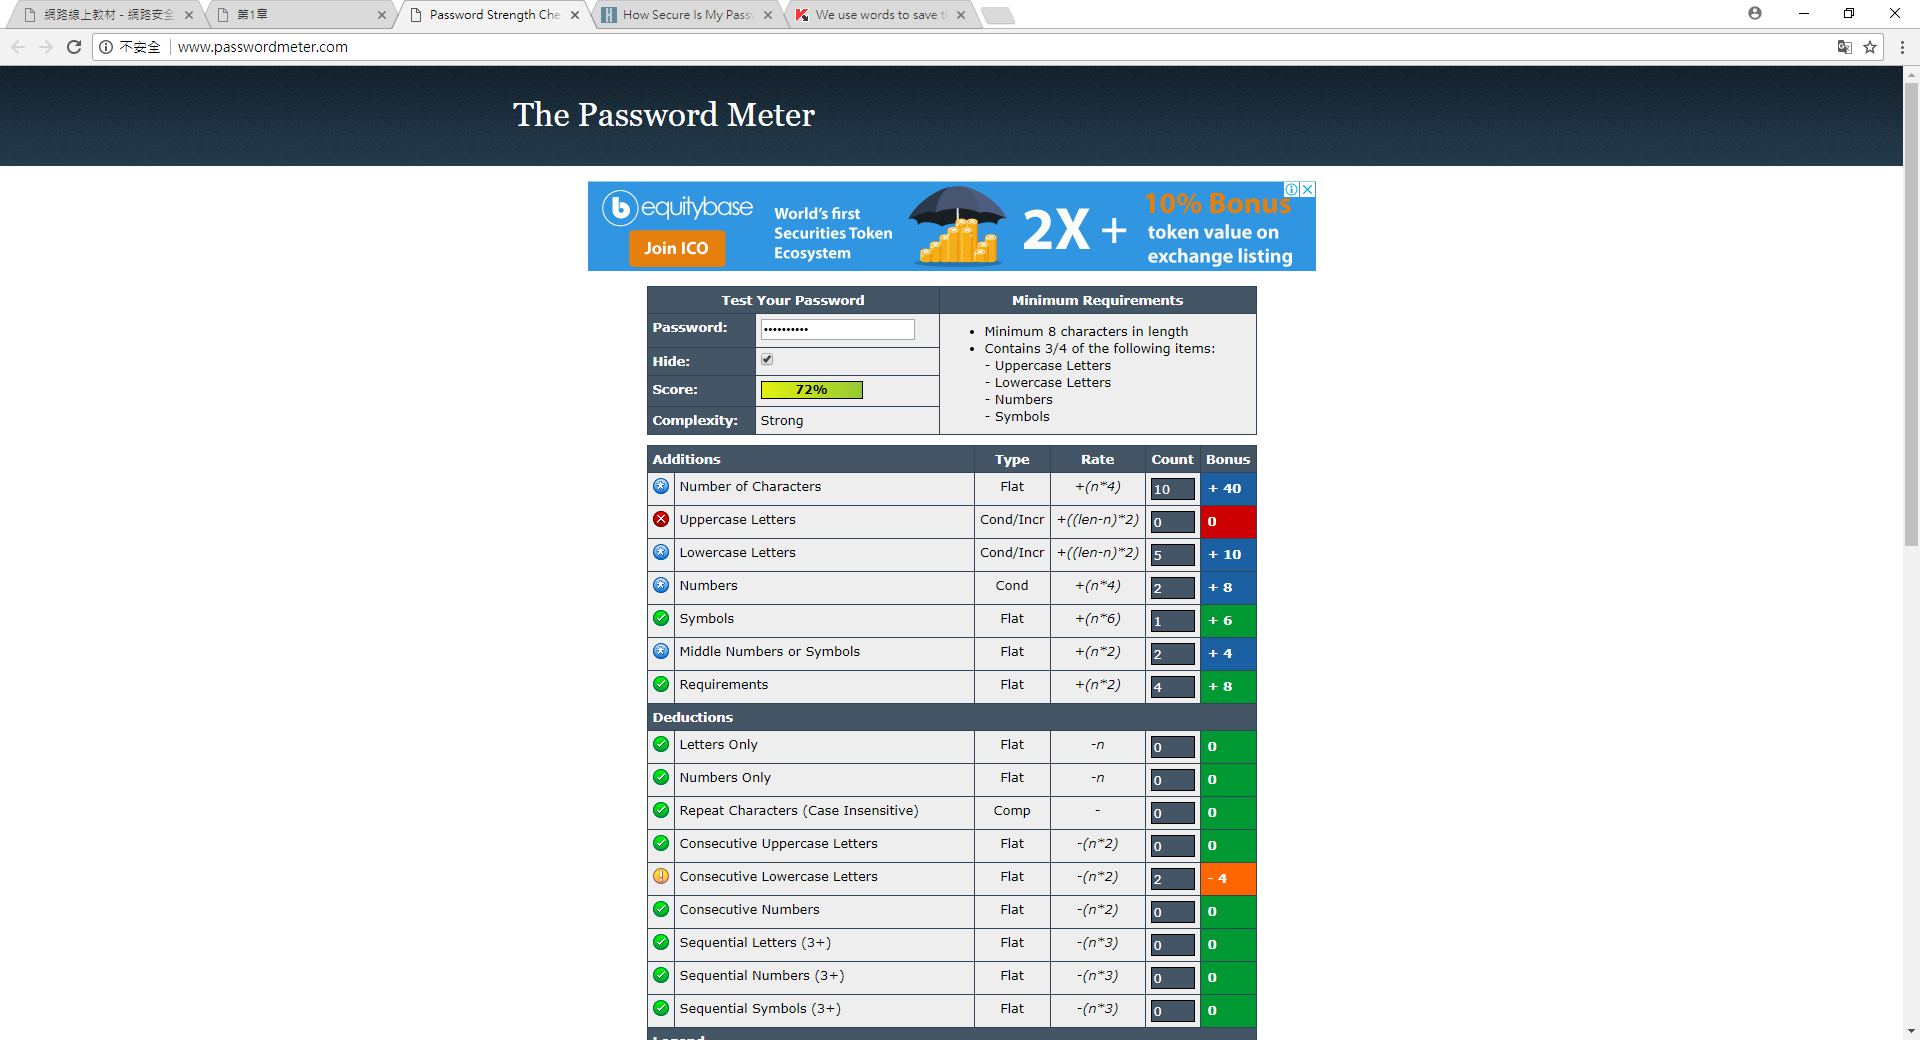 網路線上教材 - 網路安全
第1章
Password Strength Che
How Secure Is My Passw
We use words to save t
不安全 www.passwordmeter.com
The Password Meter
equitybase
Join ICO
World's first
Securities Token
Ecosystem
2X +
10% Bonus
token value on
exchange listing
Test Your Password Minimum Requirements
Password: ••••••••••
Hide:
Score: 72%
Complexity: Strong
• Minimum 8 characters in length
• Contains 3/4 of the following items:
- Uppercase Letters
- Lowercase Letters
- Numbers
- Symbols
Additions Type Rate Count Bonus
Number of Characters Flat +(n*4) 10 + 40
Uppercase Letters Cond/Incr +((len-n)*2) 0 0
Lowercase Letters Cond/Incr +((len-n)*2) 5 + 10
Numbers Cond +(n*4) 2 + 8
Symbols Flat +(n*6) 1 + 6
Middle Numbers or Symbols Flat +(n*2) 2 + 4
Requirements Flat +(n*2) 4 + 8
Deductions
Letters Only Flat -n 0 0
Numbers Only Flat -n 0 0
Repeat Characters (Case Insensitive) Comp - 0 0
Consecutive Uppercase Letters Flat -(n*2) 0 0
Consecutive Lowercase Letters Flat -(n*2) 2 - 4
Consecutive Numbers Flat -(n*2) 0 0
Sequential Letters (3+) Flat -(n*3) 0 0
Sequential Numbers (3+) Flat -(n*3) 0 0
Sequential Symbols (3+) Flat -(n*3) 0 0
Legend